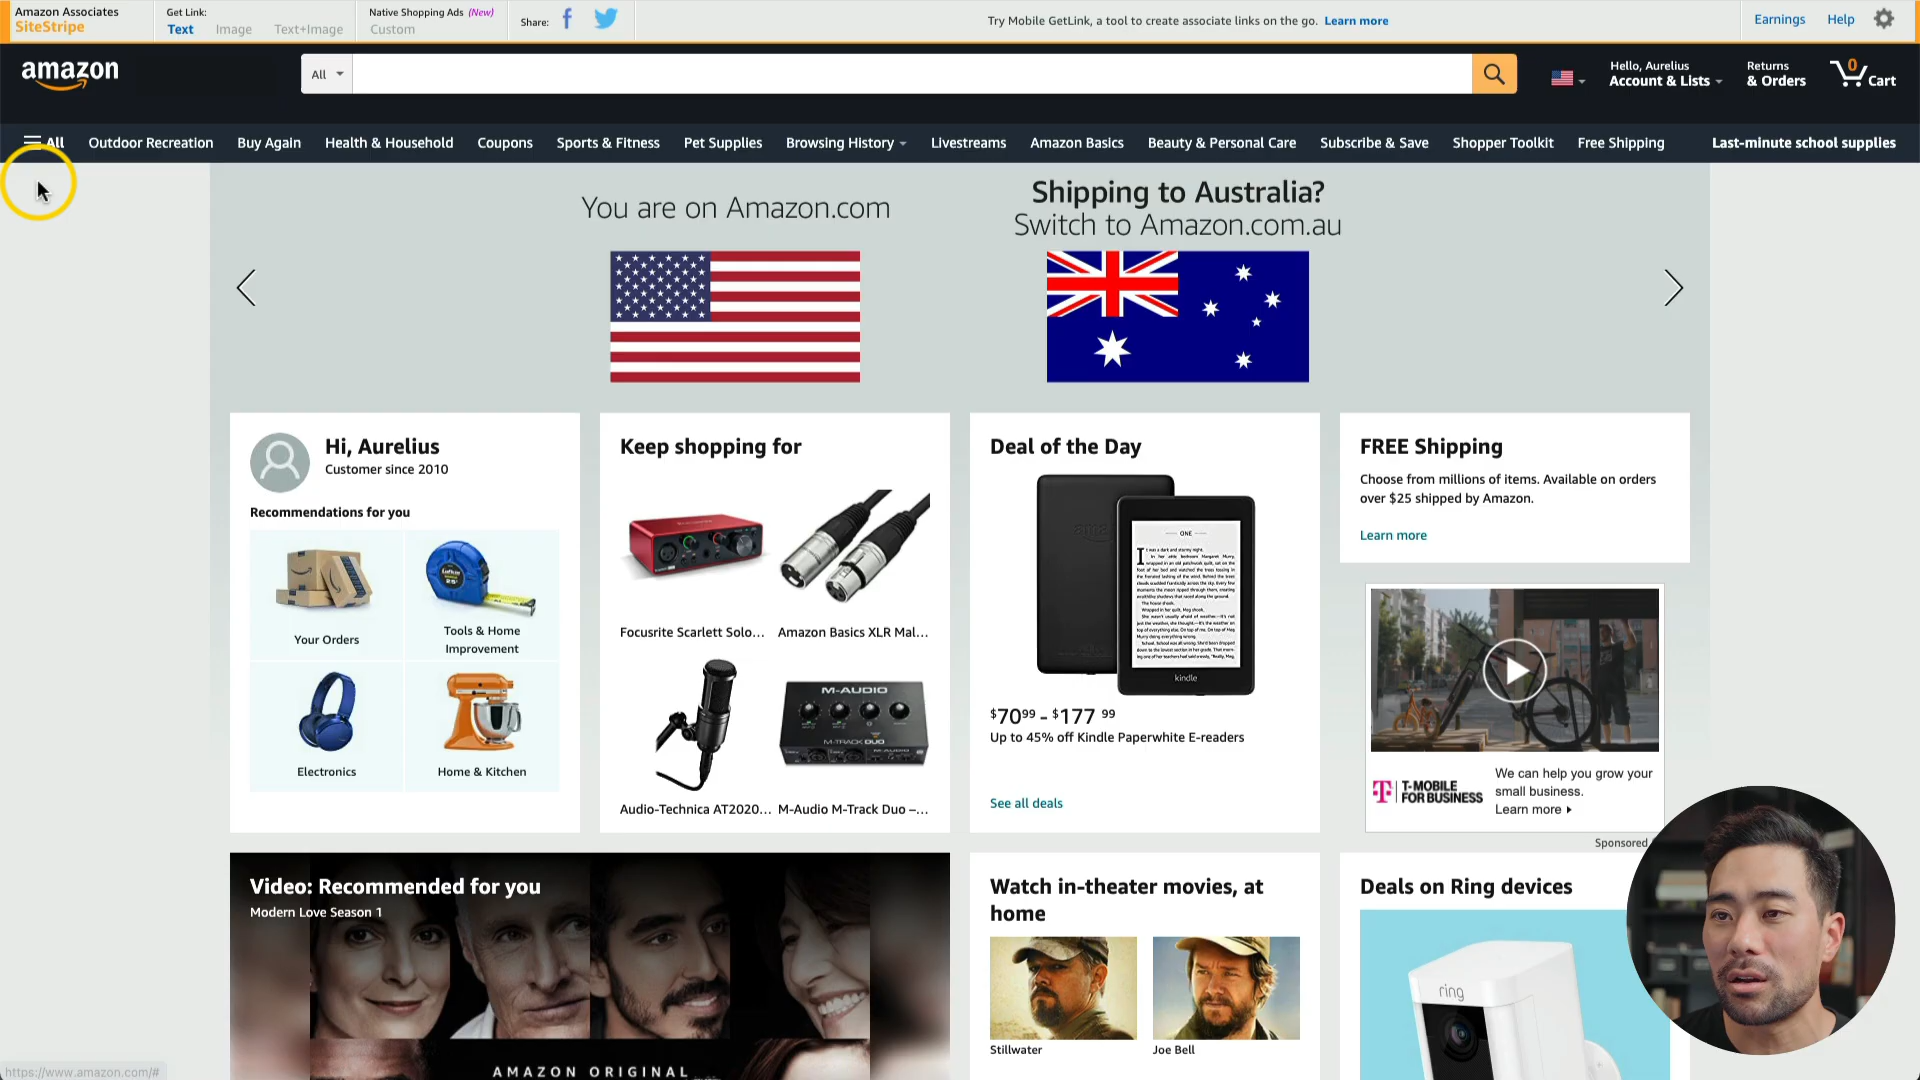 Amazon Associates
SiteStripe
Get Link:
Text Image Text+Image
Native Shopping Ads (New)
Custom
Share:
Try Mobile GetLink, a tool to create associate links on the go. Learn more
Earnings Help
amazon
All
Hello, Aurelius
Account & Lists
Returns
& Orders
0
Cart
All Outdoor Recreation Buy Again Health & Household Coupons Sports & Fitness Pet Supplies Browsing History Livestreams Amazon Basics Beauty & Personal Care Subscribe & Save Shopper Toolkit Free Shipping Last-minute school supplies
You are on Amazon.com
Shipping to Australia?
Switch to Amazon.com.au
Hi, Aurelius
Customer since 2010
Recommendations for you
Your Orders
Tools & Home
Improvement
Electronics
Home & Kitchen
Keep shopping for
Focusrite Scarlett Solo...
Amazon Basics XLR Mal...
M-AUDIO
M-TRACK DUO
Audio-Technica AT2020...
M-Audio M-Track Duo –...
Deal of the Day
ONE
kindle
$70.99 - $177.99
Up to 45% off Kindle Paperwhite E-readers
See all deals
FREE Shipping
Choose from millions of items. Available on orders
over $25 shipped by Amazon.
Learn more
T-MOBILE
FOR BUSINESS
We can help you grow your
small business.
Learn more
Sponsored
Video: Recommended for you
Modern Love Season 1
AMAZON ORIGINAL
Watch in-theater movies, at
home
Stillwater
Joe Bell
Deals on Ring devices
ring
https://www.amazon.com/#